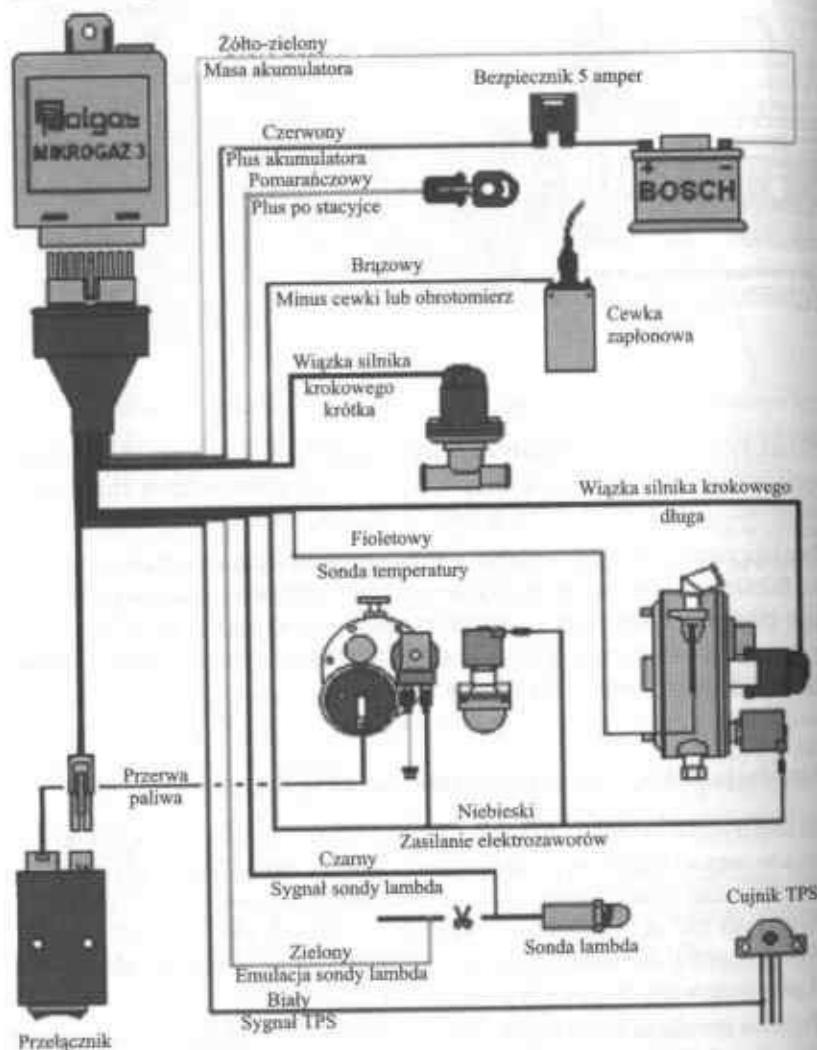 Żółto-zielony
Masa akumulatora
Bezpiecznik 5 amper
Polgas
MIKROGAZ 3
Czerwony
Plus akumulatora
Pomarańczowy
Plus po stacyjce
+ -
BOSCH
Brązowy
Minus cewki lub obrotomierz
Cewka
zapłonowa
Wiązka silnika
krokowego
krótka
Wiązka silnika krokowego
długa
Fioletowy
Sonda temperatury
Przerwa
paliwa
Niebieski
Zasilanie elektrozaworów
Czarny
Sygnał sondy lambda
Cujnik TPS
Sonda lambda
Zielony
Emulacja sondy lambda
Biały
Sygnał TPS
Przełącznik